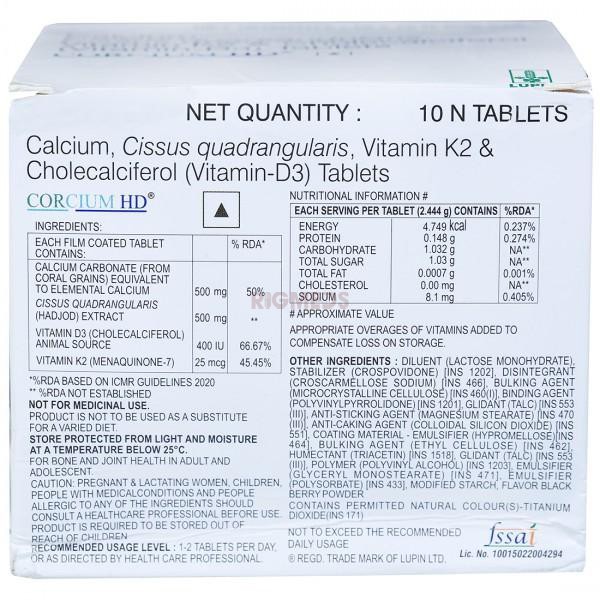 CORCIUM HD
LUPI
NET QUANTITY : 10 N TABLETS
Calcium, Cissus quadrangularis, Vitamin K2 &
Cholecalciferol (Vitamin-D3) Tablets
CORCIUM HD®
INGREDIENTS:
EACH FILM COATED TABLET CONTAINS: % RDA*
CALCIUM CARBONATE (FROM
CORAL GRAINS) EQUIVALENT
TO ELEMENTAL CALCIUM 500 mg 50%
CISSUS QUADRANGULARIS
(HADJOD) EXTRACT 500 mg **
VITAMIN D3 (CHOLECALCIFEROL)
ANIMAL SOURCE 400 IU 66.67%
VITAMIN K2 (MENAQUINONE-7) 25 mcg 45.45%
*%RDA BASED ON ICMR GUIDELINES 2020
** %RDA NOT ESTABLISHED
NOT FOR MEDICINAL USE.
PRODUCT IS NOT TO BE USED AS A SUBSTITUTE
FOR A VARIED DIET.
STORE PROTECTED FROM LIGHT AND MOISTURE
AT A TEMPERATURE BELOW 25°C.
FOR BONE AND JOINT HEALTH IN ADULT AND
ADOLESCENT.
CAUTION: PREGNANT & LACTATING WOMEN, CHILDREN,
PEOPLE WITH MEDICALCONDITIONS AND PEOPLE
ALLERGIC TO ANY OF THE INGREDIENTS SHOULD
CONSULT A HEALTHCARE PROFESSIONAL BEFORE USE.
PRODUCT IS REQUIRED TO BE STORED OUT OF
REACH OF CHILDREN
RECOMMENDED USAGE LEVEL : 1-2 TABLETS PER DAY,
OR AS DIRECTED BY HEALTH CARE PROFESSIONAL.
NUTRITIONAL INFORMATION #
EACH SERVING PER TABLET (2.444 g) CONTAINS %RDA*
ENERGY 4.749 kcal 0.237%
PROTEIN 0.148 g 0.274%
CARBOHYDRATE 1.032 g NA**
TOTAL SUGAR 1.03 g NA**
TOTAL FAT 0.0007 g 0.001%
CHOLESTEROL 0.00 mg NA**
SODIUM 8.1 mg 0.405%
RIGMEDS
# APPROXIMATE VALUE
APPROPRIATE OVERAGES OF VITAMINS ADDED TO
COMPENSATE LOSS ON STORAGE.
OTHER INGREDIENTS : DILUENT (LACTOSE MONOHYDRATE),
STABILIZER (CROSPOVIDONE) [INS 1202], DISINTEGRANT
(CROSCARMELLOSE SODIUM) [INS 466], BULKING AGENT
(MICROCRYSTALLINE CELLULOSE) [INS 460(I)], BINDING AGENT
(POLYVINYLPYRROLIDONE) [INS 1201], GLIDANT (TALC) [INS 553
(III)], ANTI-STICKING AGENT (MAGNESIUM STEARATE) [INS 470
(III)], ANTI-CAKING AGENT (COLLOIDAL SILICON DIOXIDE) [INS
551], COATING MATERIAL - EMULSIFIER (HYPROMELLOSE)[INS
464], BULKING AGENT (ETHYLCELLULOSE) [INS 462],
HUMECTANT (TRIACETIN) [INS 1518], GLIDANT (TALC) [INS 553
(III)], POLYMER (POLYVINYL ALCOHOL) [INS 1203], EMULSIFIER
(GLYCERYL MONOSTEARATE) [INS 471], EMULSIFIER
(POLYSORBATE) [INS 433], MODIFIED STARCH, FLAVOR BLACK
BERRY POWDER
CONTAINS PERMITTED NATURAL COLOUR(S)-TITANIUM
DIOXIDE(INS 171)
NOT TO EXCEED THE RECOMMENDED
DAILY USAGE
® REGD. TRADE MARK OF LUPIN LTD.
fssai
Lic. No. 10015022004294